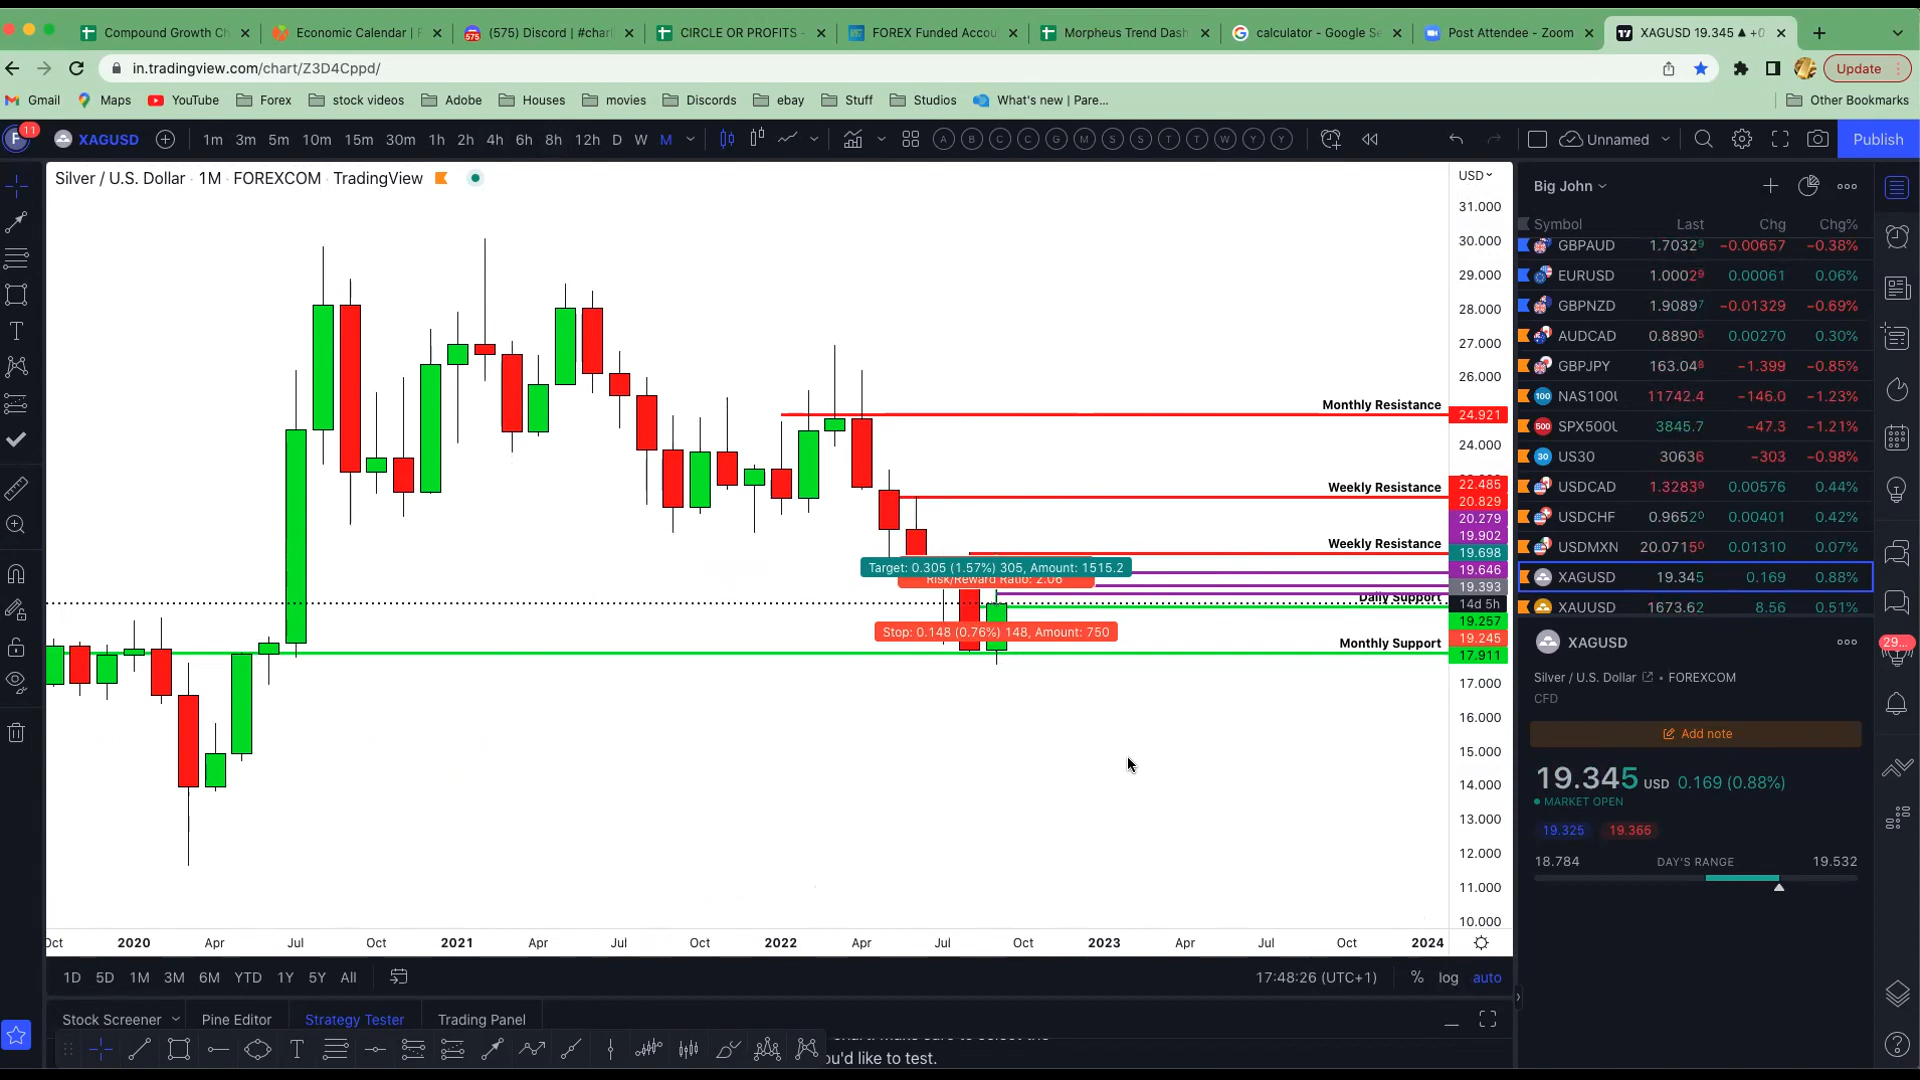 Compound Growth Ch
Economic Calendar | F
(575) Discord | #charl
CIRCLE OR PROFITS -
FOREX Funded Accou
Morpheus Trend Dash
calculator - Google Se
Post Attendee - Zoom
XAGUSD 19.345 ▲ +0
in.tradingview.com/chart/Z3D4Cppd/
Update
Gmail
Maps
YouTube
Forex
stock videos
Adobe
Houses
movies
Discords
ebay
Stuff
Studios
What's new | Pare...
Other Bookmarks
11
XAGUSD
1m 3m 5m 10m 15m 30m 1h 2h 4h 6h 8h 12h D W M
A B C C G M S S T W Y Y
Unnamed
Publish
Silver / U.S. Dollar · 1M · FOREXCOM · TradingView
USD
31.000
30.000
29.000
28.000
27.000
26.000
Monthly Resistance
24.921
24.000
Weekly Resistance
22.485
20.829
20.279
19.902
Weekly Resistance
19.698
Target: 0.305 (1.57%) 305, Amount: 1515.2
19.646
Risk/Reward Ratio: 2.06
19.393
Daily Support
14d 5h
19.257
Stop: 0.148 (0.76%) 148, Amount: 750
19.245
Monthly Support
17.911
17.000
16.000
15.000
14.000
13.000
12.000
11.000
10.000
Oct 2020 Apr Jul Oct 2021 Apr Jul Oct 2022 Apr Jul Oct 2023 Apr Jul Oct 2024
1D 5D 1M 3M 6M YTD 1Y 5Y All
17:48:26 (UTC+1)
% log auto
Stock Screener
Pine Editor
Strategy Tester
Trading Panel
ou'd like to test.
Big John
Symbol Last Chg Chg%
GBPAUD 1.70329 −0.00657 −0.38%
EURUSD 1.00029 0.00061 0.06%
GBPNZD 1.90897 −0.01329 −0.69%
AUDCAD 0.88905 0.00270 0.30%
GBPJPY 163.048 −1.399 −0.85%
100 NAS100U 11742.4 −146.0 −1.23%
500 SPX500U 3845.7 −47.3 −1.21%
30 US30 30636 −303 −0.98%
USDCAD 1.32839 0.00576 0.44%
USDCHF 0.96520 0.00401 0.42%
USDMXN 20.07150 0.01310 0.07%
XAGUSD 19.345 0.169 0.88%
XAUUSD 1673.62 8.56 0.51%
XAGUSD
Silver / U.S. Dollar • FOREXCOM
CFD
Add note
19.345 USD 0.169 (0.88%)
MARKET OPEN
19.325 19.366
18.784 DAY'S RANGE 19.532
29...